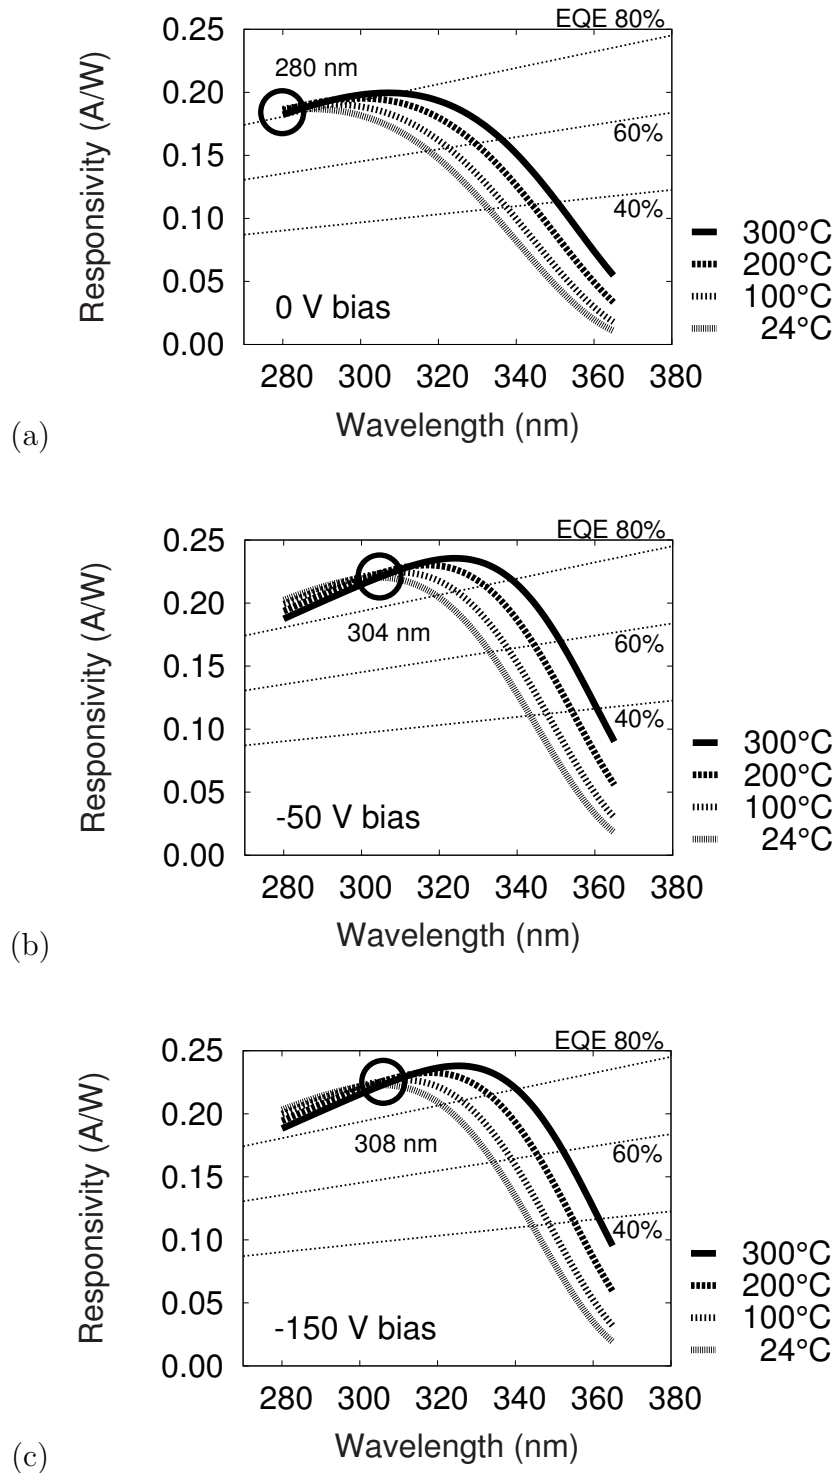 EQE 80%
0.25
280 nm
0.20
60%
0.15
40%
0.10
0.05
0.00
Responsivity (A/W)
0 V bias
300°C
200°C
100°C
24°C
280 300 320 340 360 380
Wavelength (nm)
(a)
EQE 80%
0.25
0.20
304 nm
60%
0.15
40%
0.10
0.05
0.00
Responsivity (A/W)
-50 V bias
300°C
200°C
100°C
24°C
280 300 320 340 360 380
Wavelength (nm)
(b)
EQE 80%
0.25
0.20
308 nm
60%
0.15
40%
0.10
0.05
0.00
Responsivity (A/W)
-150 V bias
300°C
200°C
100°C
24°C
280 300 320 340 360 380
Wavelength (nm)
(c)